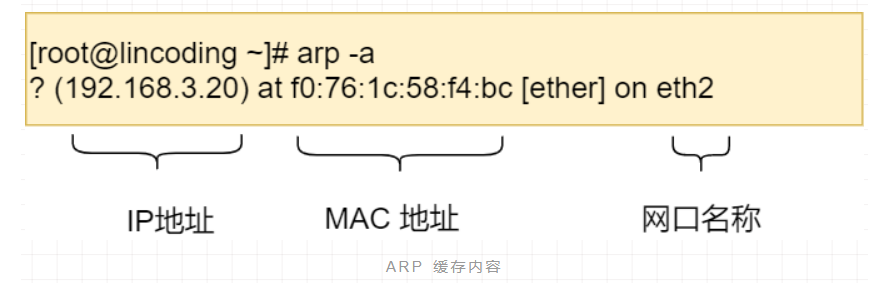 [root@lincoding ~]# arp -a
? (192.168.3.20) at f0:76:1c:58:f4:bc [ether] on eth2
IP地址 MAC 地址 网口名称
ARP 缓存内容